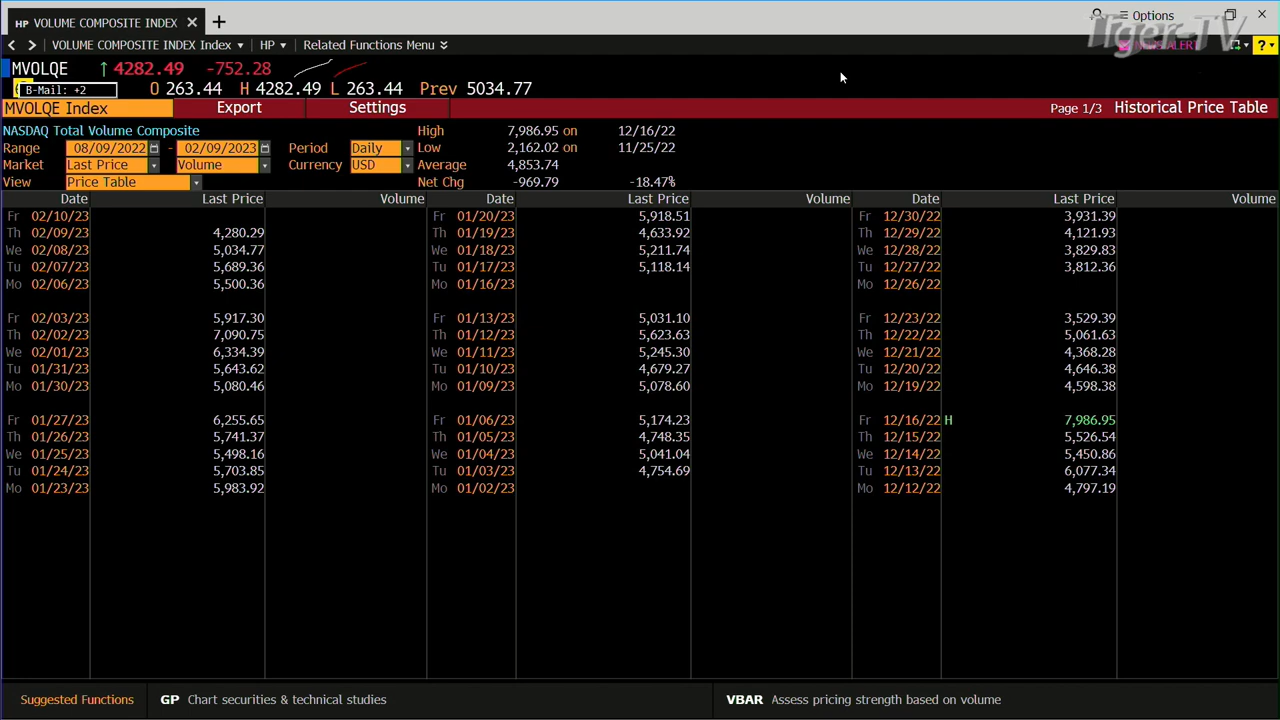 HP VOLUME COMPOSITE INDEX
Options
VOLUME COMPOSITE INDEX Index HP Related Functions Menu
Tiger-TV
MVOLQE ↑ 4282.49 -752.28
B-Mail: +2 O 263.44 H 4282.49 L 263.44 Prev 5034.77
MVOLQE Index Export Settings Page 1/3 Historical Price Table
NASDAQ Total Volume Composite High 7,986.95 on 12/16/22
Range 08/09/2022 - 02/09/2023 Period Daily Low 2,162.02 on 11/25/22
Market Last Price Volume Currency USD Average 4,853.74
View Price Table Net Chg -969.79 -18.47%
Date Last Price Volume Date Last Price Volume Date Last Price Volume
Fr 02/10/23 Fr 01/20/23 5,918.51 Fr 12/30/22 3,931.39
Th 02/09/23 4,280.29 Th 01/19/23 4,633.92 Th 12/29/22 4,121.93
We 02/08/23 5,034.77 We 01/18/23 5,211.74 We 12/28/22 3,829.83
Tu 02/07/23 5,689.36 Tu 01/17/23 5,118.14 Tu 12/27/22 3,812.36
Mo 02/06/23 5,500.36 Mo 01/16/23 Mo 12/26/22
Fr 02/03/23 5,917.30 Fr 01/13/23 5,031.10 Fr 12/23/22 3,529.39
Th 02/02/23 7,090.75 Th 01/12/23 5,623.63 Th 12/22/22 5,061.63
We 02/01/23 6,334.39 We 01/11/23 5,245.30 We 12/21/22 4,368.28
Tu 01/31/23 5,643.62 Tu 01/10/23 4,679.27 Tu 12/20/22 4,646.38
Mo 01/30/23 5,080.46 Mo 01/09/23 5,078.60 Mo 12/19/22 4,598.38
Fr 01/27/23 6,255.65 Fr 01/06/23 5,174.23 Fr 12/16/22 H 7,986.95
Th 01/26/23 5,741.37 Th 01/05/23 4,748.35 Th 12/15/22 5,526.54
We 01/25/23 5,498.16 We 01/04/23 5,041.04 We 12/14/22 5,450.86
Tu 01/24/23 5,703.85 Tu 01/03/23 4,754.69 Tu 12/13/22 6,077.34
Mo 01/23/23 5,983.92 Mo 01/02/23 Mo 12/12/22 4,797.19
Suggested Functions GP Chart securities & technical studies VBAR Assess pricing strength based on volume